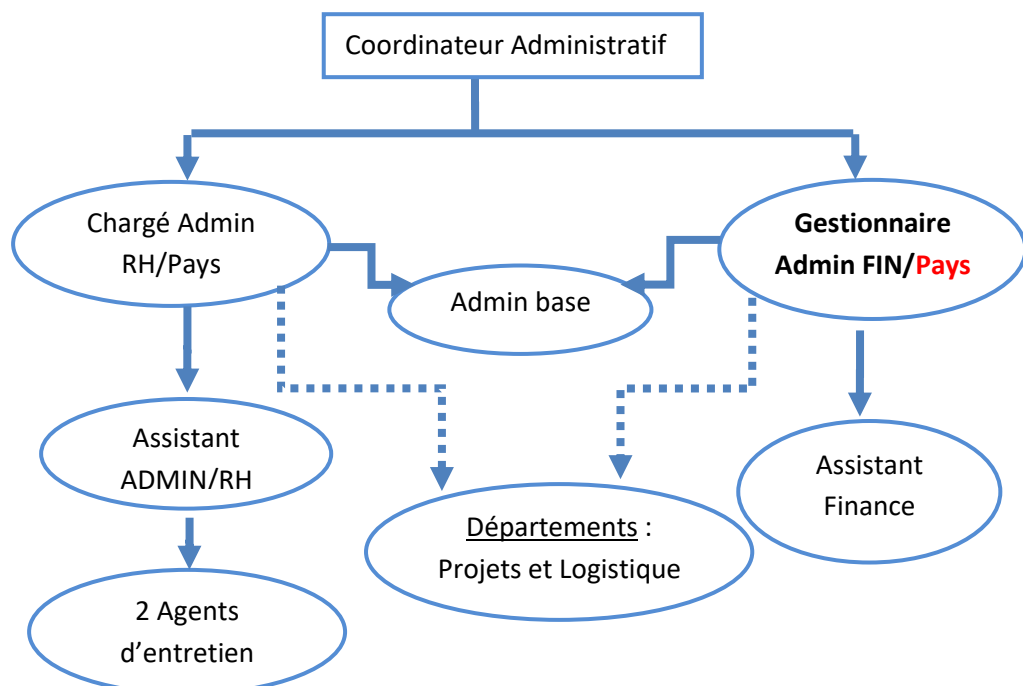 Coordinateur Administratif
Chargé Admin
RH/Pays
Gestionnaire
Admin FIN/Pays
Admin base
Assistant
ADMIN/RH
Assistant
Finance
Départements :
Projets et Logistique
2 Agents
d’entretien